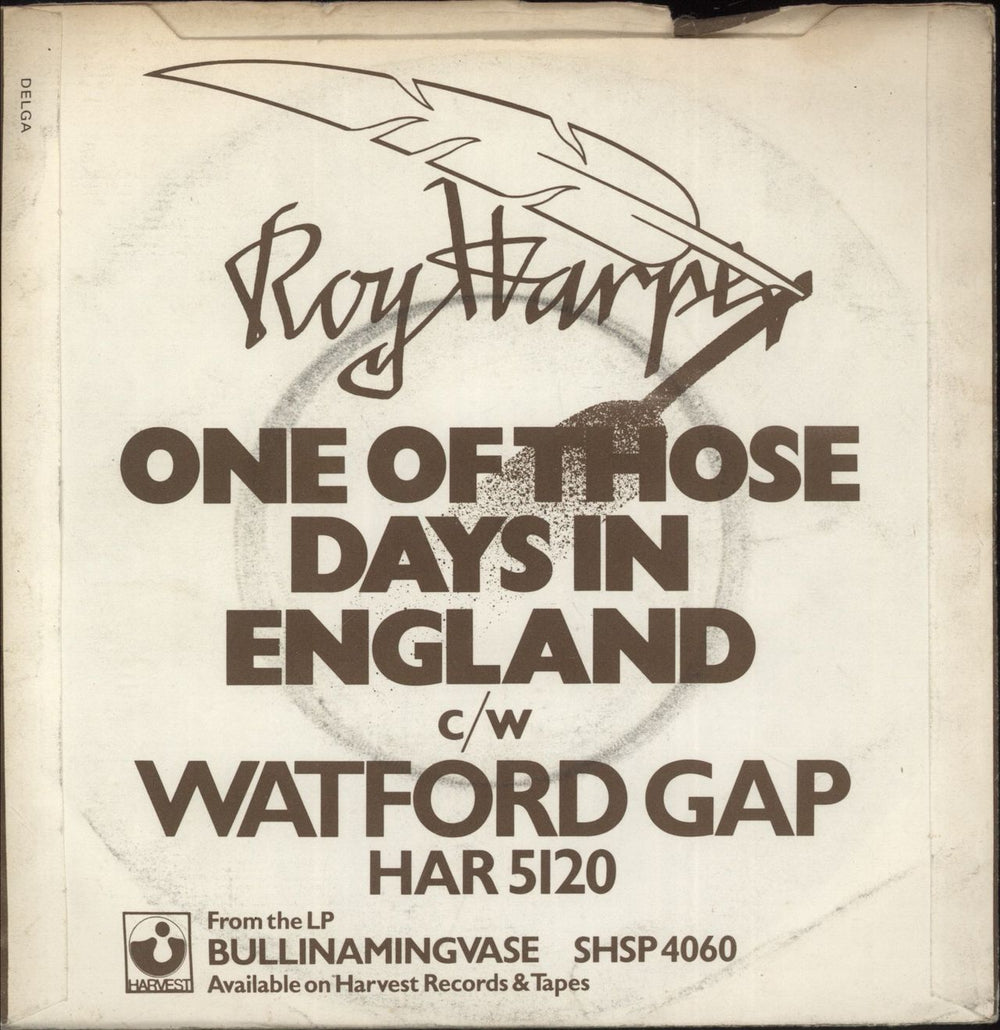 DELGA
Roy Harper
ONE OF THOSE
DAYS IN
ENGLAND
c/w
WATFORD GAP
HAR 5120
From the LP
BULLINAMINGVASE SHSP 4060
Available on Harvest Records & Tapes
HARVEST